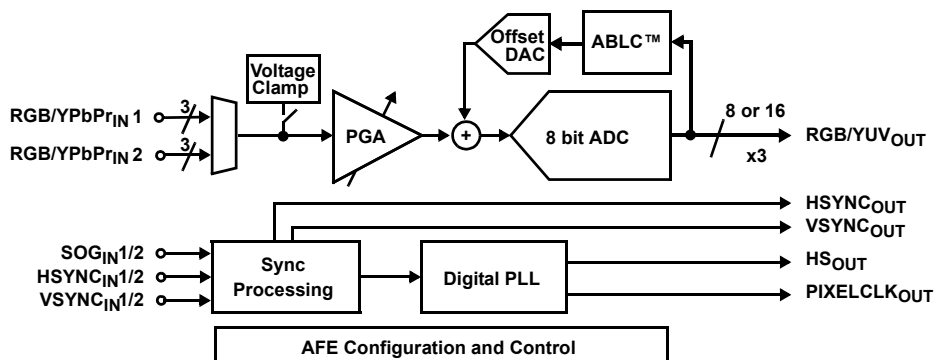 Offset
DAC
ABLC™
Voltage
Clamp
RGB/YPbPrIN 1
3
PGA
+
8 bit ADC
8 or 16
x3
RGB/YUVOUT
RGB/YPbPrIN 2
3
HSYNCOUT
VSYNCOUT
SOGIN1/2
HSYNCIN1/2
VSYNCIN1/2
Sync
Processing
Digital PLL
HSOUT
PIXELCLKOUT
AFE Configuration and Control